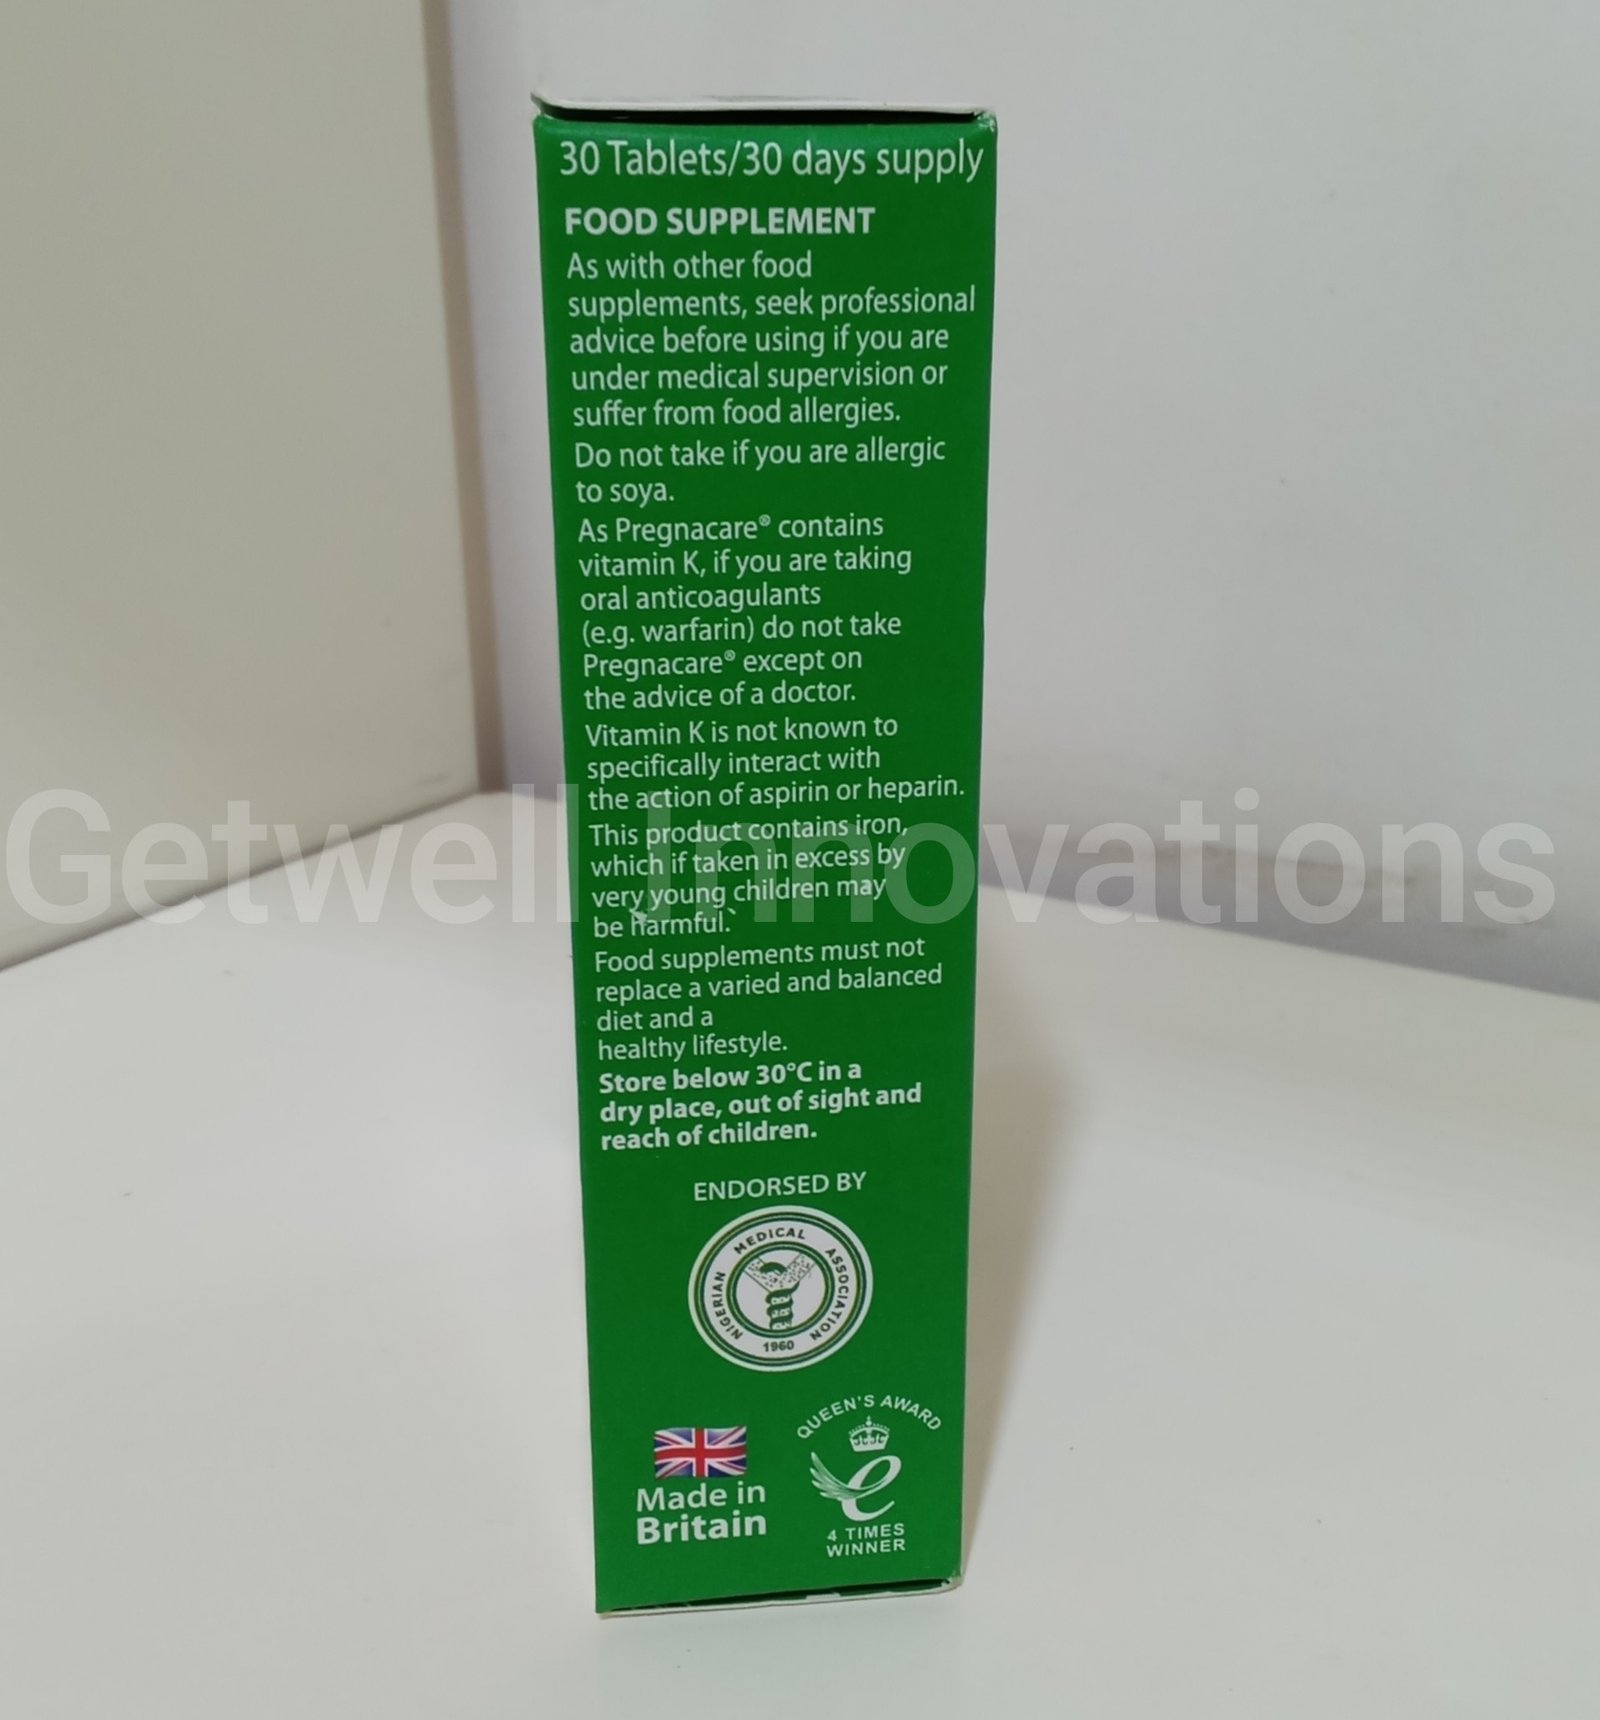 30 Tablets/30 days supply
FOOD SUPPLEMENT
As with other food
supplements, seek professional
advice before using if you are
under medical supervision or
suffer from food allergies.
Do not take if you are allergic
to soya.
As Pregnacare® contains
vitamin K, if you are taking
oral anticoagulants
(e.g. warfarin) do not take
Pregnacare® except on
the advice of a doctor.
Vitamin K is not known to
specifically interact with
the action of aspirin or heparin.
This product contains iron,
which if taken in excess by
very young children may
be harmful.`
Food supplements must not
replace a varied and balanced
diet and a
healthy lifestyle.
Store below 30°C in a
dry place, out of sight and
reach of children.
ENDORSED BY
NIGERIAN MEDICAL ASSOCIATION
1960
QUEEN'S AWARD
e
4 TIMES
WINNER
Made in
Britain
Getwell Innovations